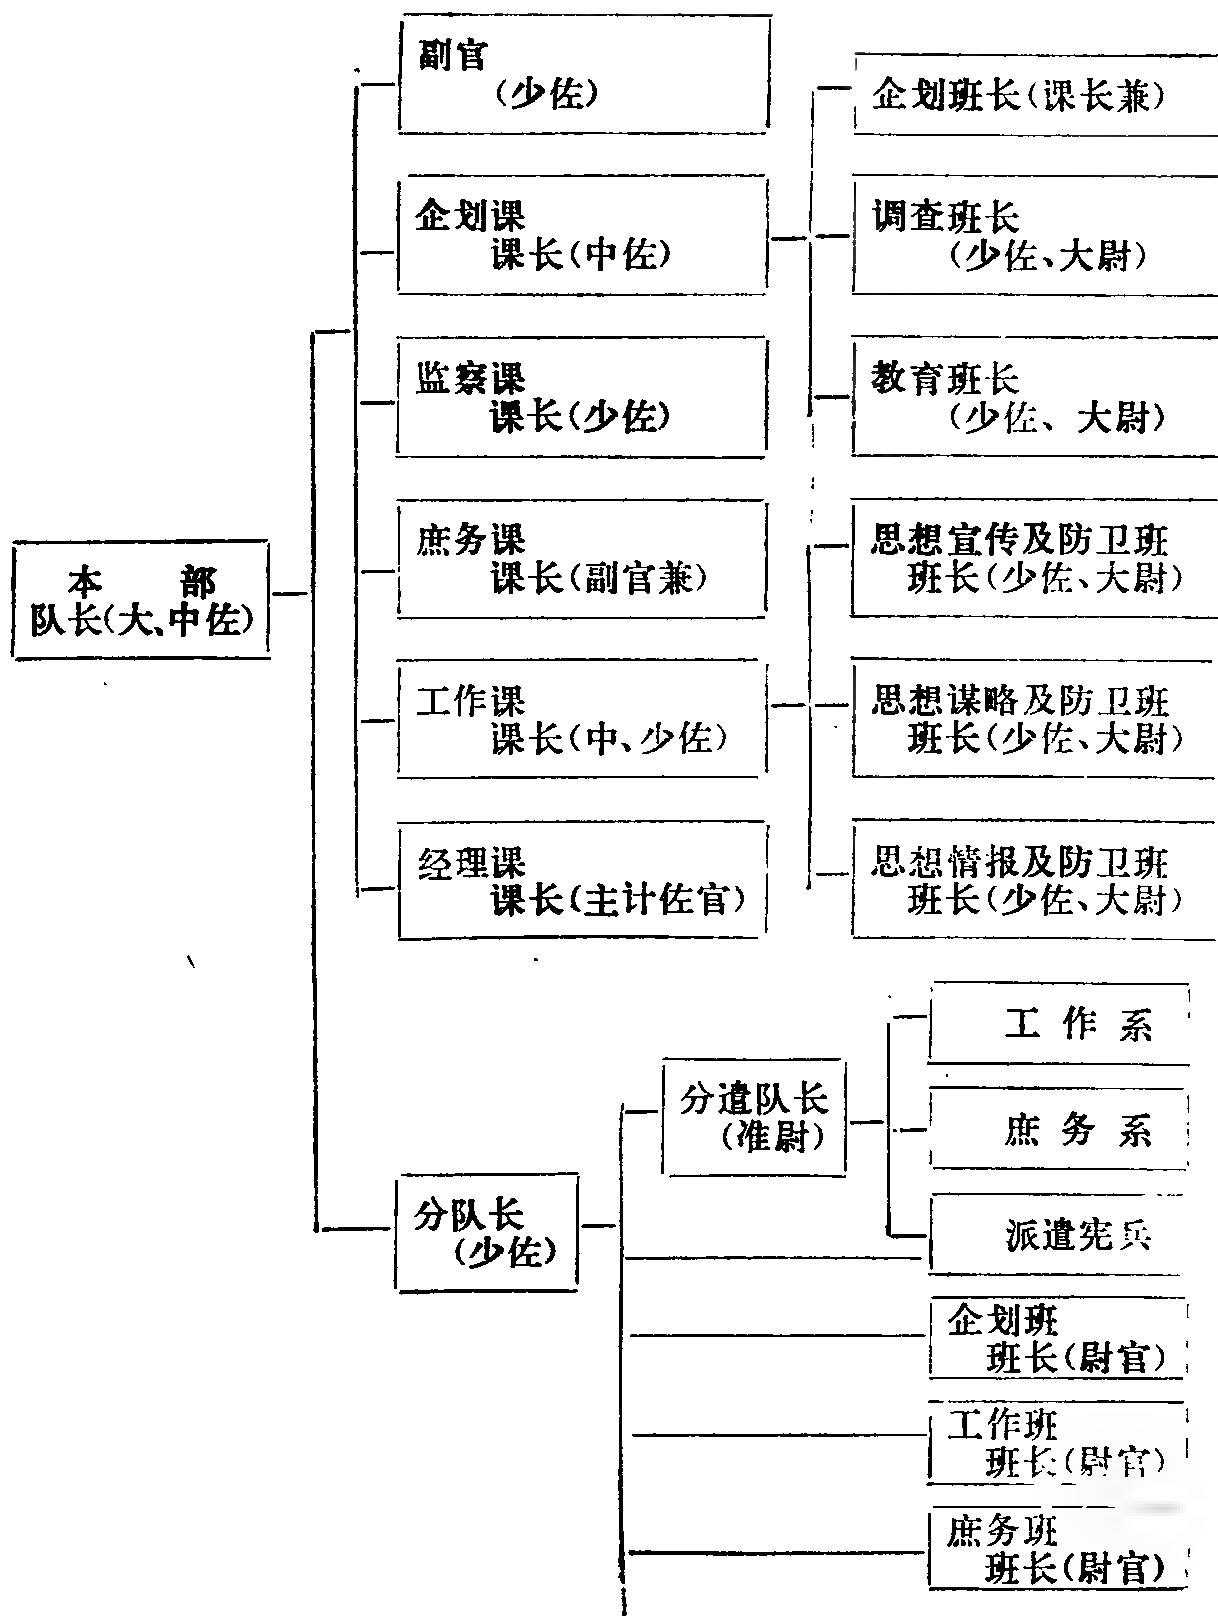 副官
(少佐)
企划课
课长(中佐)
监察课
课长(少佐)
庶务课
课长(副官兼)
工作课
课长(中、少佐)
经理课
课长(主计佐官)
企划班长(课长兼)
调查班长
(少佐、大尉)
教育班长
(少佐、大尉)
思想宣传及防卫班
班长(少佐、大尉)
思想谋略及防卫班
班长(少佐、大尉)
思想情报及防卫班
班长(少佐、大尉)
本 部
队长(大、中佐)
分队长
(少佐)
分遣队长
(准尉)
工 作 系
庶 务 系
派遣宪兵
企划班
班长(尉官)
工作班
班长(尉官)
庶务班
班长(尉官)